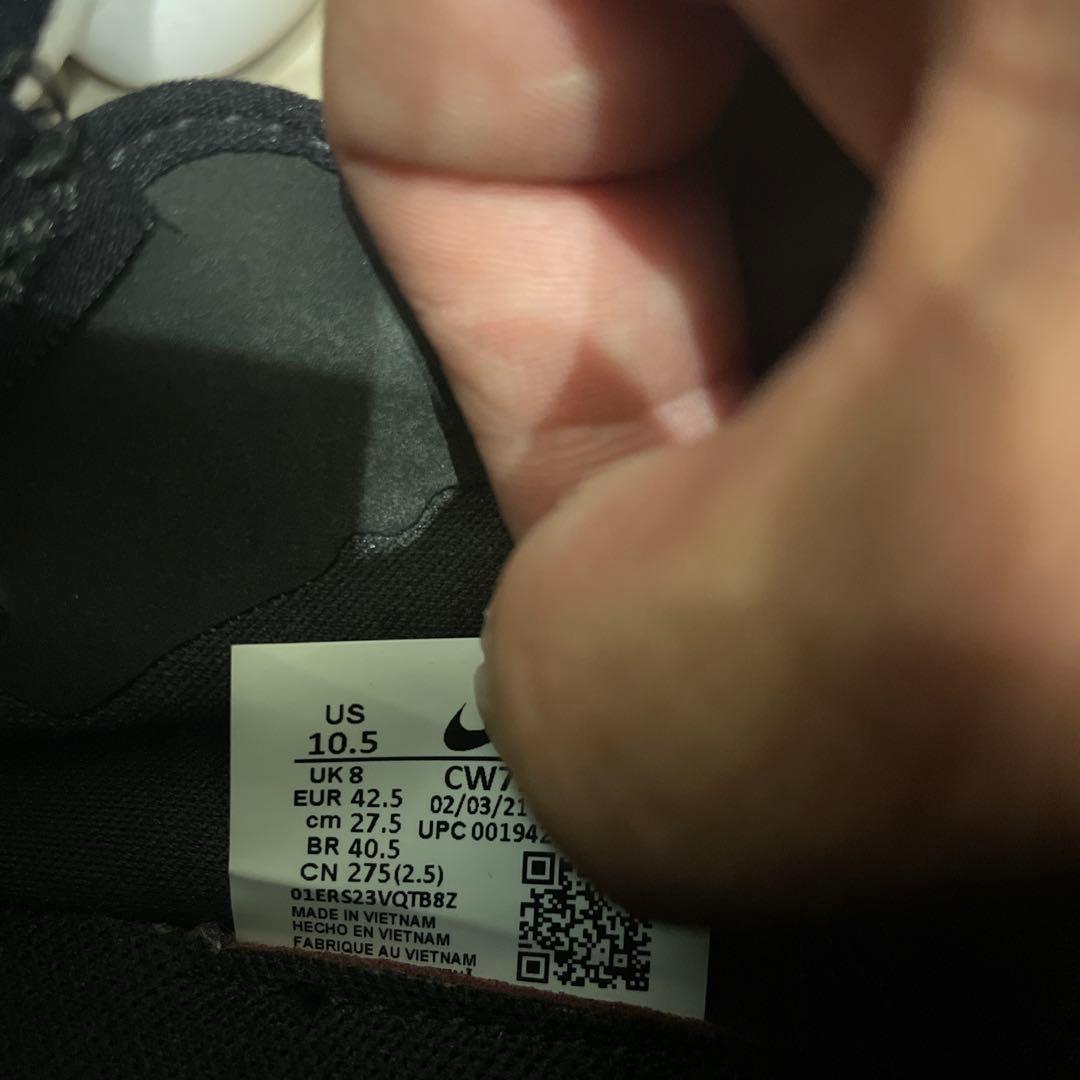 US
10.5
UK 8
EUR 42.5
cm 27.5
BR 40.5
CN 275(2.5)
01ERS23VQTB8Z
MADE IN VIETNAM
HECHO EN VIETNAM
FABRIQUE AU VIETNAM
CW7
02/03/21
UPC 001942